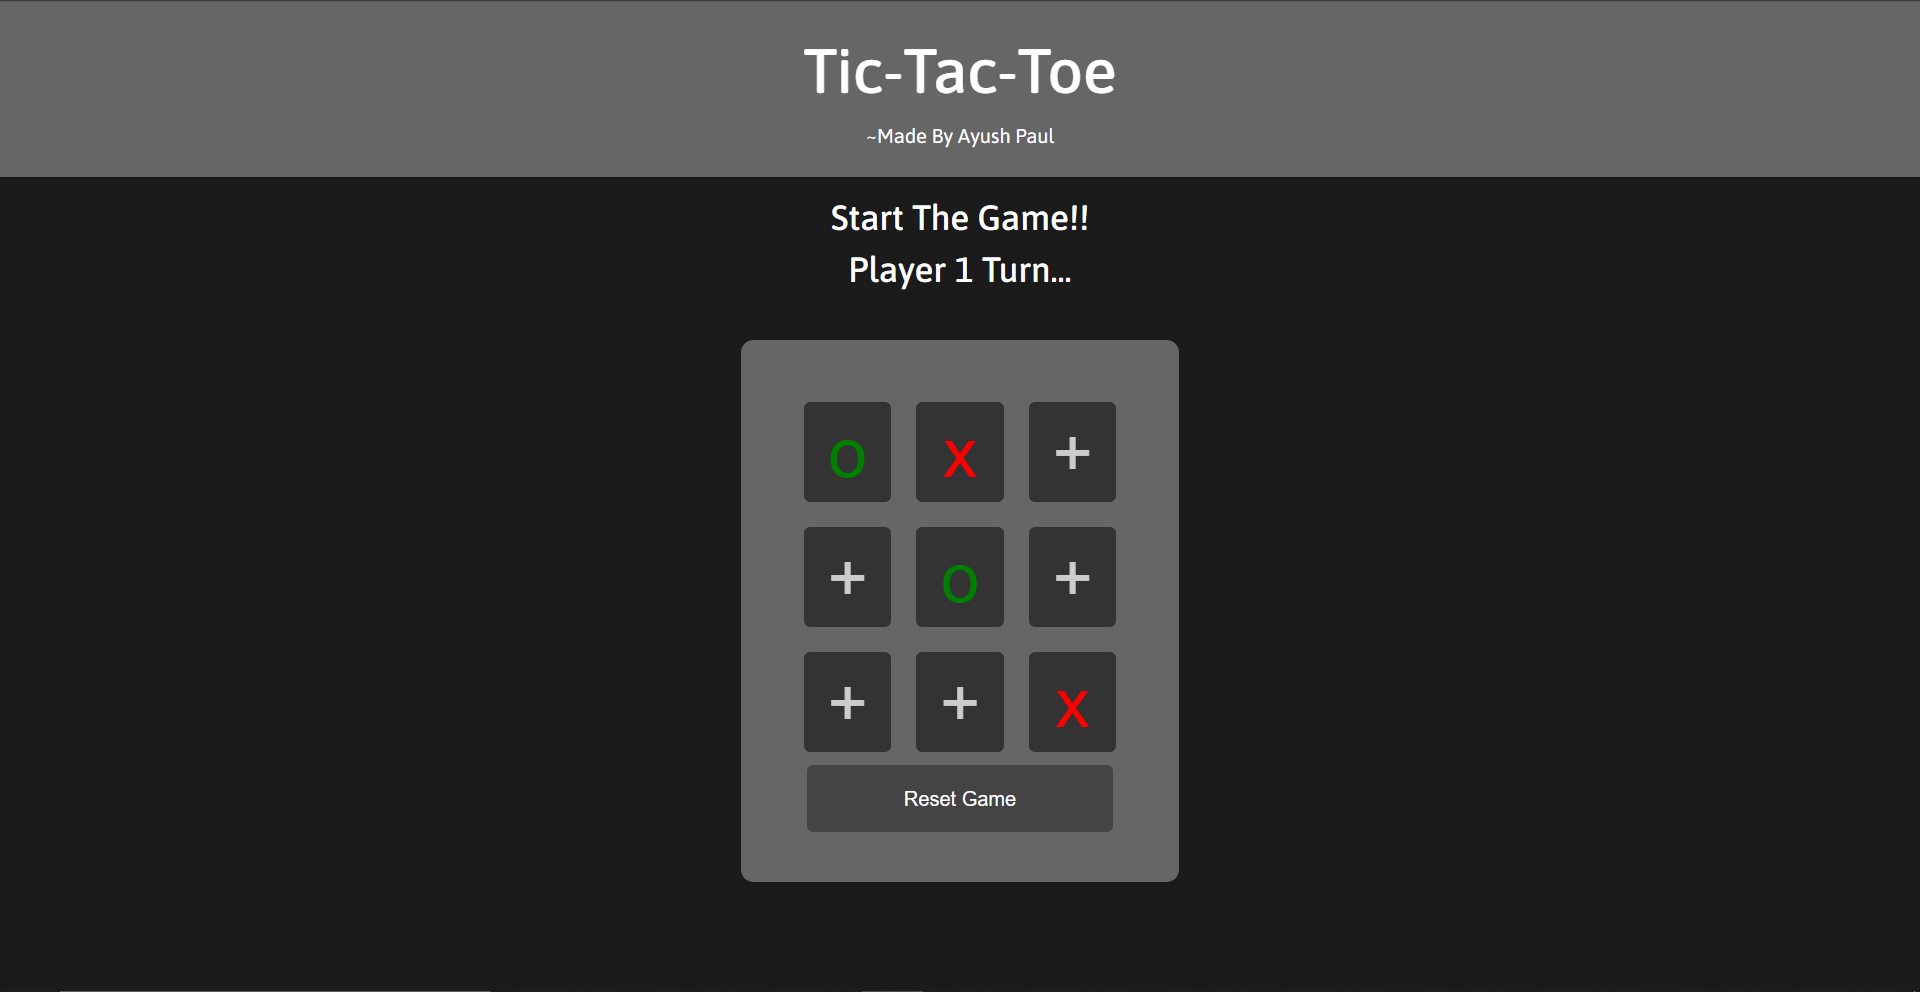 Tic-Tac-Toe
~Made By Ayush Paul
Start The Game!!
Player 1 Turn...
o x +
+ o +
+ + x
Reset Game